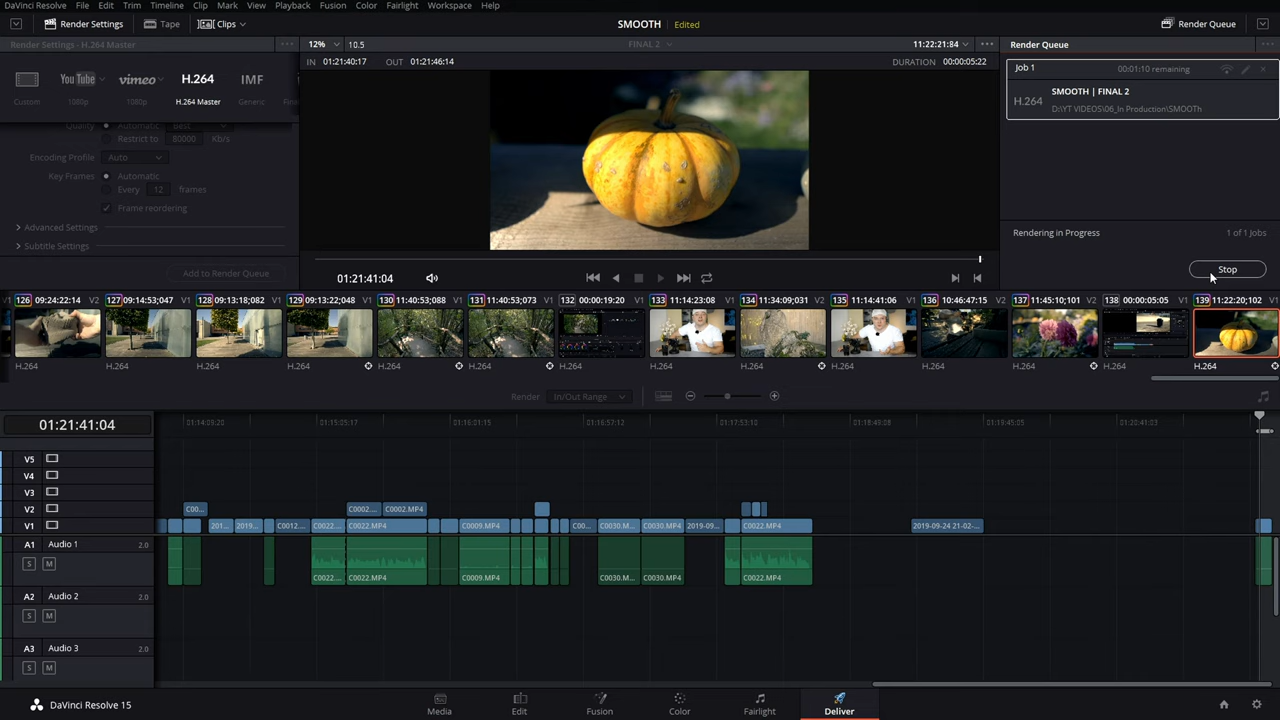 DaVinci Resolve File Edit Trim Timeline Clip Mark View Playback Fusion Color Fairlight Workspace Help
Render Settings Tape Clips SMOOTH Edited Render Queue
Render Settings - H.264 Master 12% 10.5 FINAL 2 11:22:21:84 Render Queue
IN 01:21:40:17 OUT 01:21:46:14 DURATION 00:00:05:22
Job 1 00:01:10 remaining
YouTube vimeo H.264 IMF
Custom 1080p 1080p H.264 Master Generic
H.264 SMOOTH | FINAL 2
D:\YT VIDEOS\06_In Production\SMOOTh
Quality Automatic Best
Restrict to 80000 Kb/s
Encoding Profile Auto
Key Frames Automatic
Every 12 frames
Frame reordering
Advanced Settings
Subtitle Settings
Add to Render Queue
Rendering in Progress 1 of 1 Jobs
Stop
01:21:41:04
V1 126 09:24:22:14 V2 127 09:14:53;047 V1 128 09:13:18;082 V1 129 09:13:22;048 V1 130 11:40:53;088 V1 131 11:40:53;073 V1 132 00:00:19:20 V1 133 11:14:23:08 V1 134 11:34:09;031 V2 135 11:14:41:06 V1 136 10:46:47:15 V1 137 11:45:10;101 V1 138 00:00:05:05 V1 139 11:22:20;102 V1
H.264 H.264 H.264 H.264 H.264 H.264 H.264 H.264 H.264 H.264 H.264 H.264 H.264 H.264
Render In/Out Range
01:21:41:04
01:14:09:20 01:15:05:17 01:16:01:15 01:16:57:12 01:17:53:10 01:18:49:08 01:19:45:05 01:20:41:03
V5
V4
V3
V2 C00... C0002.... C0002.MP4
V1 201... 2019... C0012.... C0022.... C0022.MP4 C0009.MP4 C00... C0030.M... C0030.MP4 2019-09... C0022.MP4 2019-09-24 21-02-...
A1 Audio 1 2.0
S M C0022.... C0022.MP4 C0009.MP4 C0030.M... C0030.MP4 C0022.MP4
A2 Audio 2 2.0
S M
A3 Audio 3 2.0
S M
DaVinci Resolve 15 Media Edit Fusion Color Fairlight Deliver